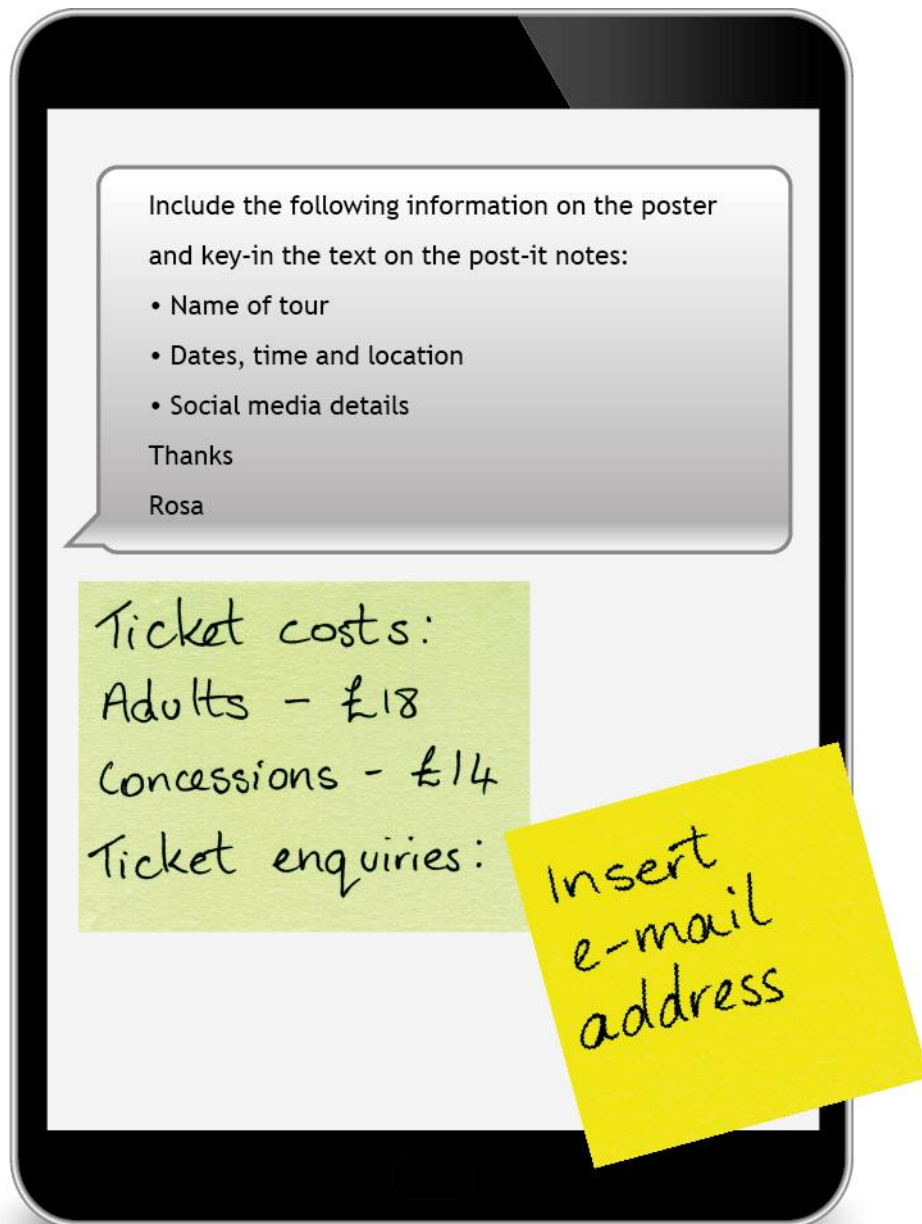 Include the following information on the poster
and key-in the text on the post-it notes:
• Name of tour
• Dates, time and location
• Social media details
Thanks
Rosa
Ticket costs:
Adults - £18
Concessions - £14
Ticket enquiries:
Insert
e-mail
address